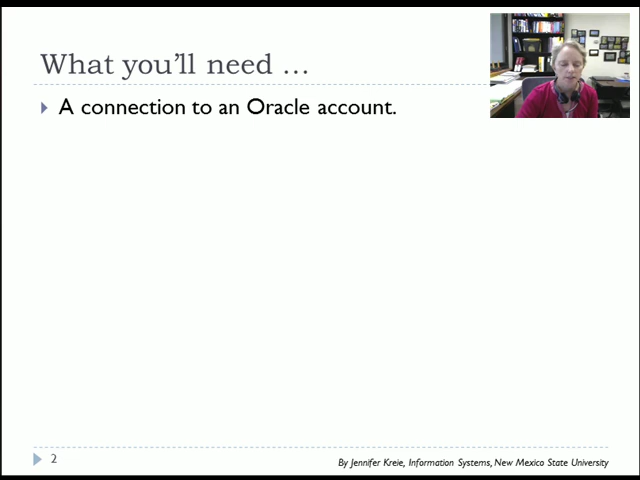 What you'll need …
A connection to an Oracle account.
2
By Jennifer Kreie, Information Systems, New Mexico State University